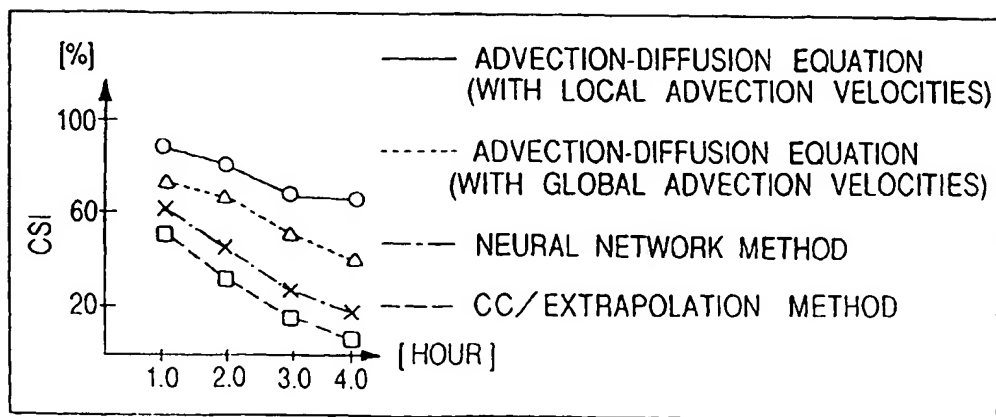 [%]
CSI
100
60
20
1.0 2.0 3.0 4.0
[HOUR]
ADVECTION-DIFFUSION EQUATION
(WITH LOCAL ADVECTION VELOCITIES)
ADVECTION-DIFFUSION EQUATION
(WITH GLOBAL ADVECTION VELOCITIES)
NEURAL NETWORK METHOD
CC/EXTRAPOLATION METHOD